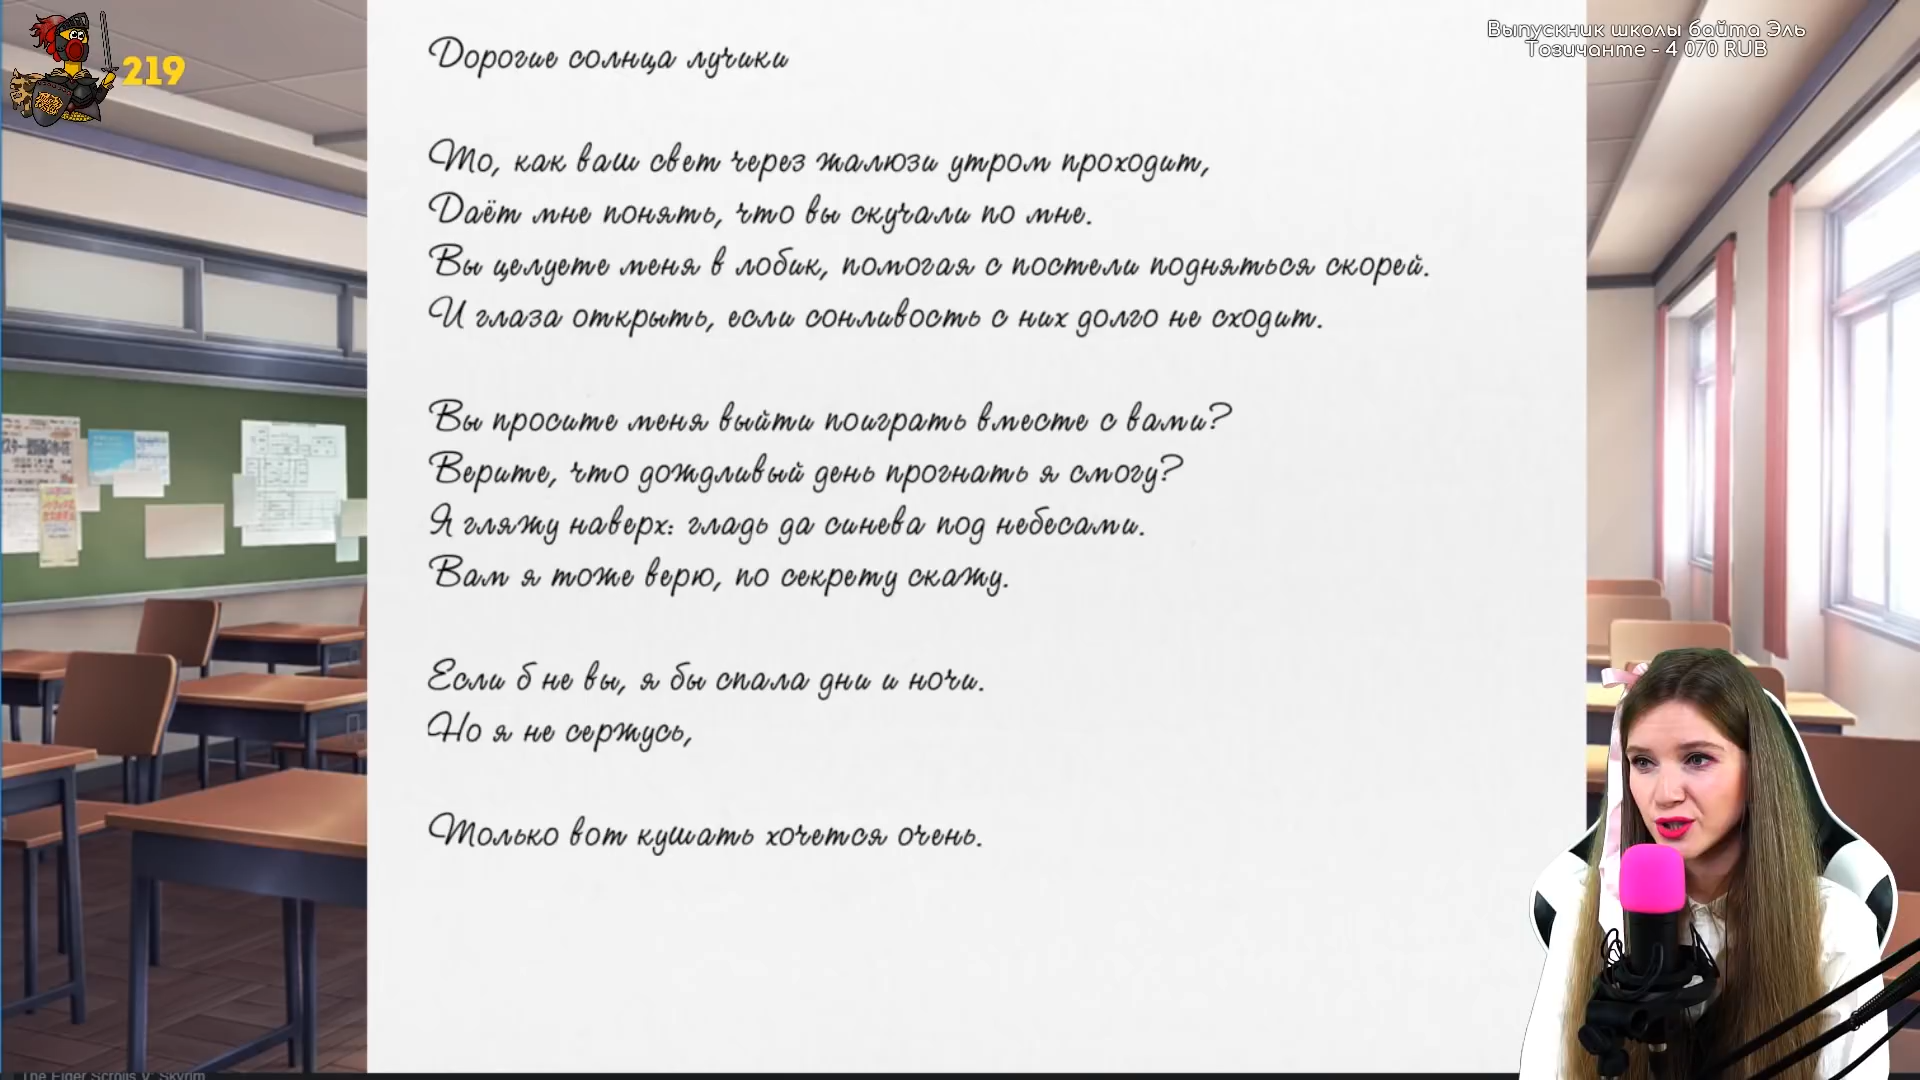 219
Выпускник школы байта Эль
Тозичанте - 4 070 RUB
Дорогие солнца лучики
То, как ваш свет через жалюзи утром проходит,
Даёт мне понять, что вы скучали по мне.
Вы целуете меня в лобик, помогая с постели подняться скорей.
И глаза открыть, если сонливость с них долго не сходит.
Вы просите меня выйти поиграть вместе с вами?
Верите, что дождливый день прогнать я смогу?
Я гляжу наверх: гладь да синева под небесами.
Вам я тоже верю, по секрету скажу.
Если б не вы, я бы спала дни и ночи.
Но я не сержусь,
Только вот кушать хочется очень.
The Elder Scrolls V: Skyrim